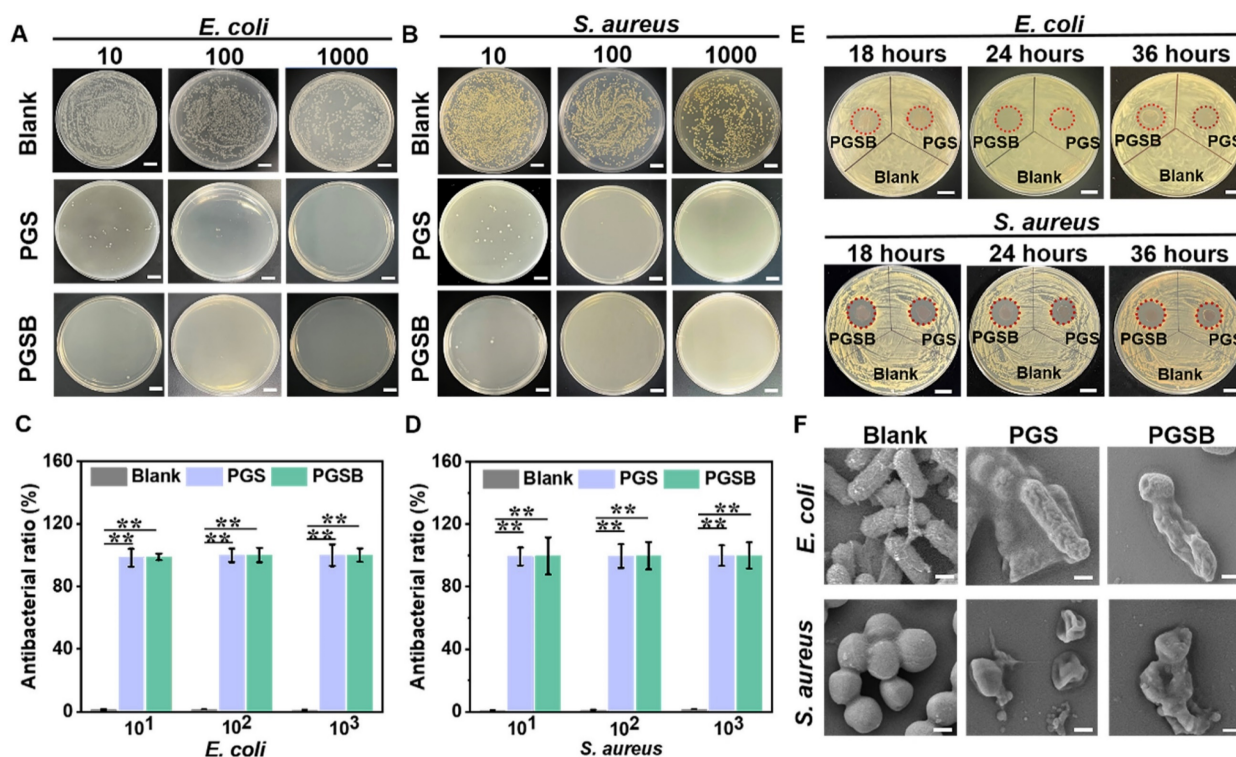 A
E. coli
10 100 1000
Blank
PGS
PGSB
B
S. aureus
10 100 1000
Blank
PGS
PGSB
E
E. coli
18 hours 24 hours 36 hours
PGSB PGS Blank
PGSB PGS Blank
PGSB PGS Blank
S. aureus
18 hours 24 hours 36 hours
PGSB PGS Blank
PGSB PGS Blank
PGSB PGS Blank
C
Antibacterial ratio (%)
160
120
80
40
0
Blank PGS PGSB
** ** **
** ** **
10¹ 10² 10³
E. coli
D
Antibacterial ratio (%)
160
120
80
40
0
Blank PGS PGSB
** ** **
** ** **
10¹ 10² 10³
S. aureus
F
Blank PGS PGSB
E. coli
S. aureus